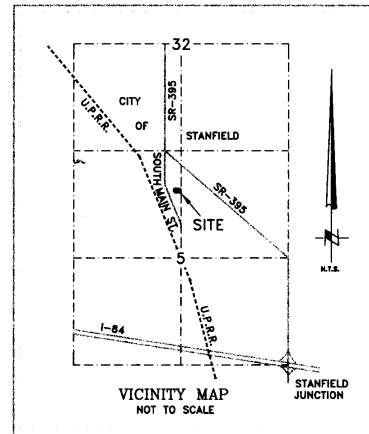 32
U.P.R.R.
CITY
OF
SR-395
STANFIELD
SOUTH MAIN ST.
SR-395
SITE
N
N.T.S.
5
U.P.R.R.
I-84
VICINITY MAP
NOT TO SCALE
STANFIELD
JUNCTION